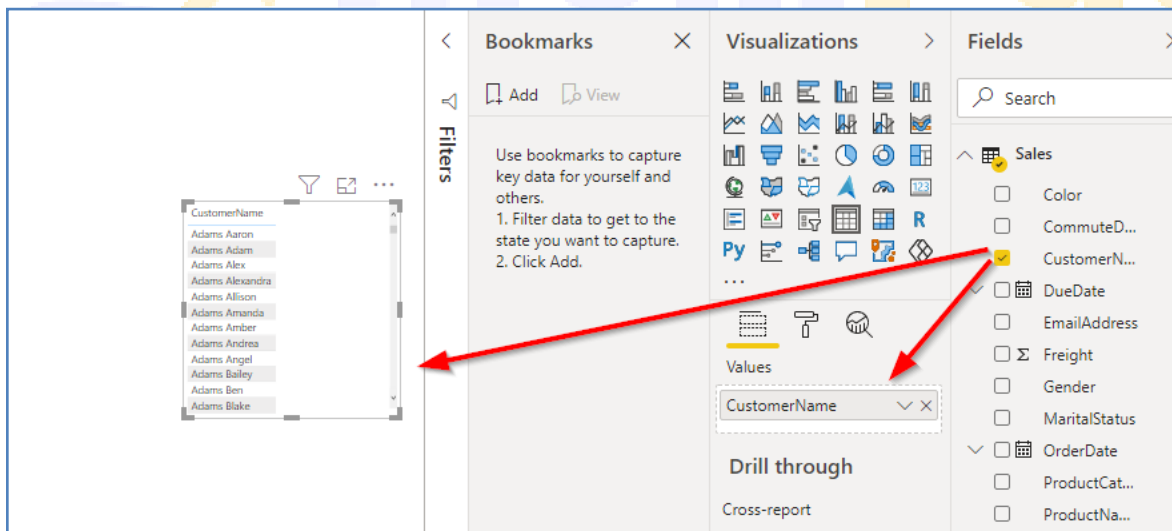 CustomerName
Adams Aaron
Adams Adam
Adams Alex
Adams Alexandra
Adams Allison
Adams Amanda
Adams Amber
Adams Andrea
Adams Angel
Adams Bailey
Adams Ben
Adams Blake
Filters
Bookmarks
Add View
Use bookmarks to capture
key data for yourself and
others.
1. Filter data to get to the
state you want to capture.
2. Click Add.
Visualizations
123
R
Py
...
Values
CustomerName
Drill through
Cross-report
Fields
Search
Sales
Color
CommuteD...
CustomerN...
DueDate
EmailAddress
Σ Freight
Gender
MaritalStatus
OrderDate
ProductCat...
ProductNa...